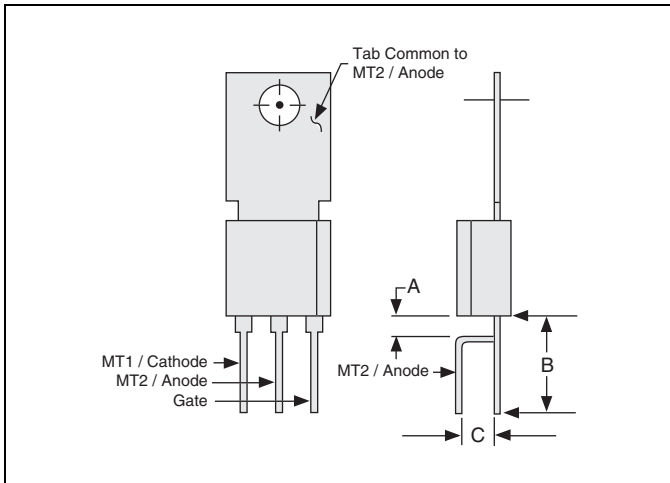 Tab Common to
MT2 / Anode
A
MT1 / Cathode
MT2 / Anode
Gate
MT2 / Anode
B
C